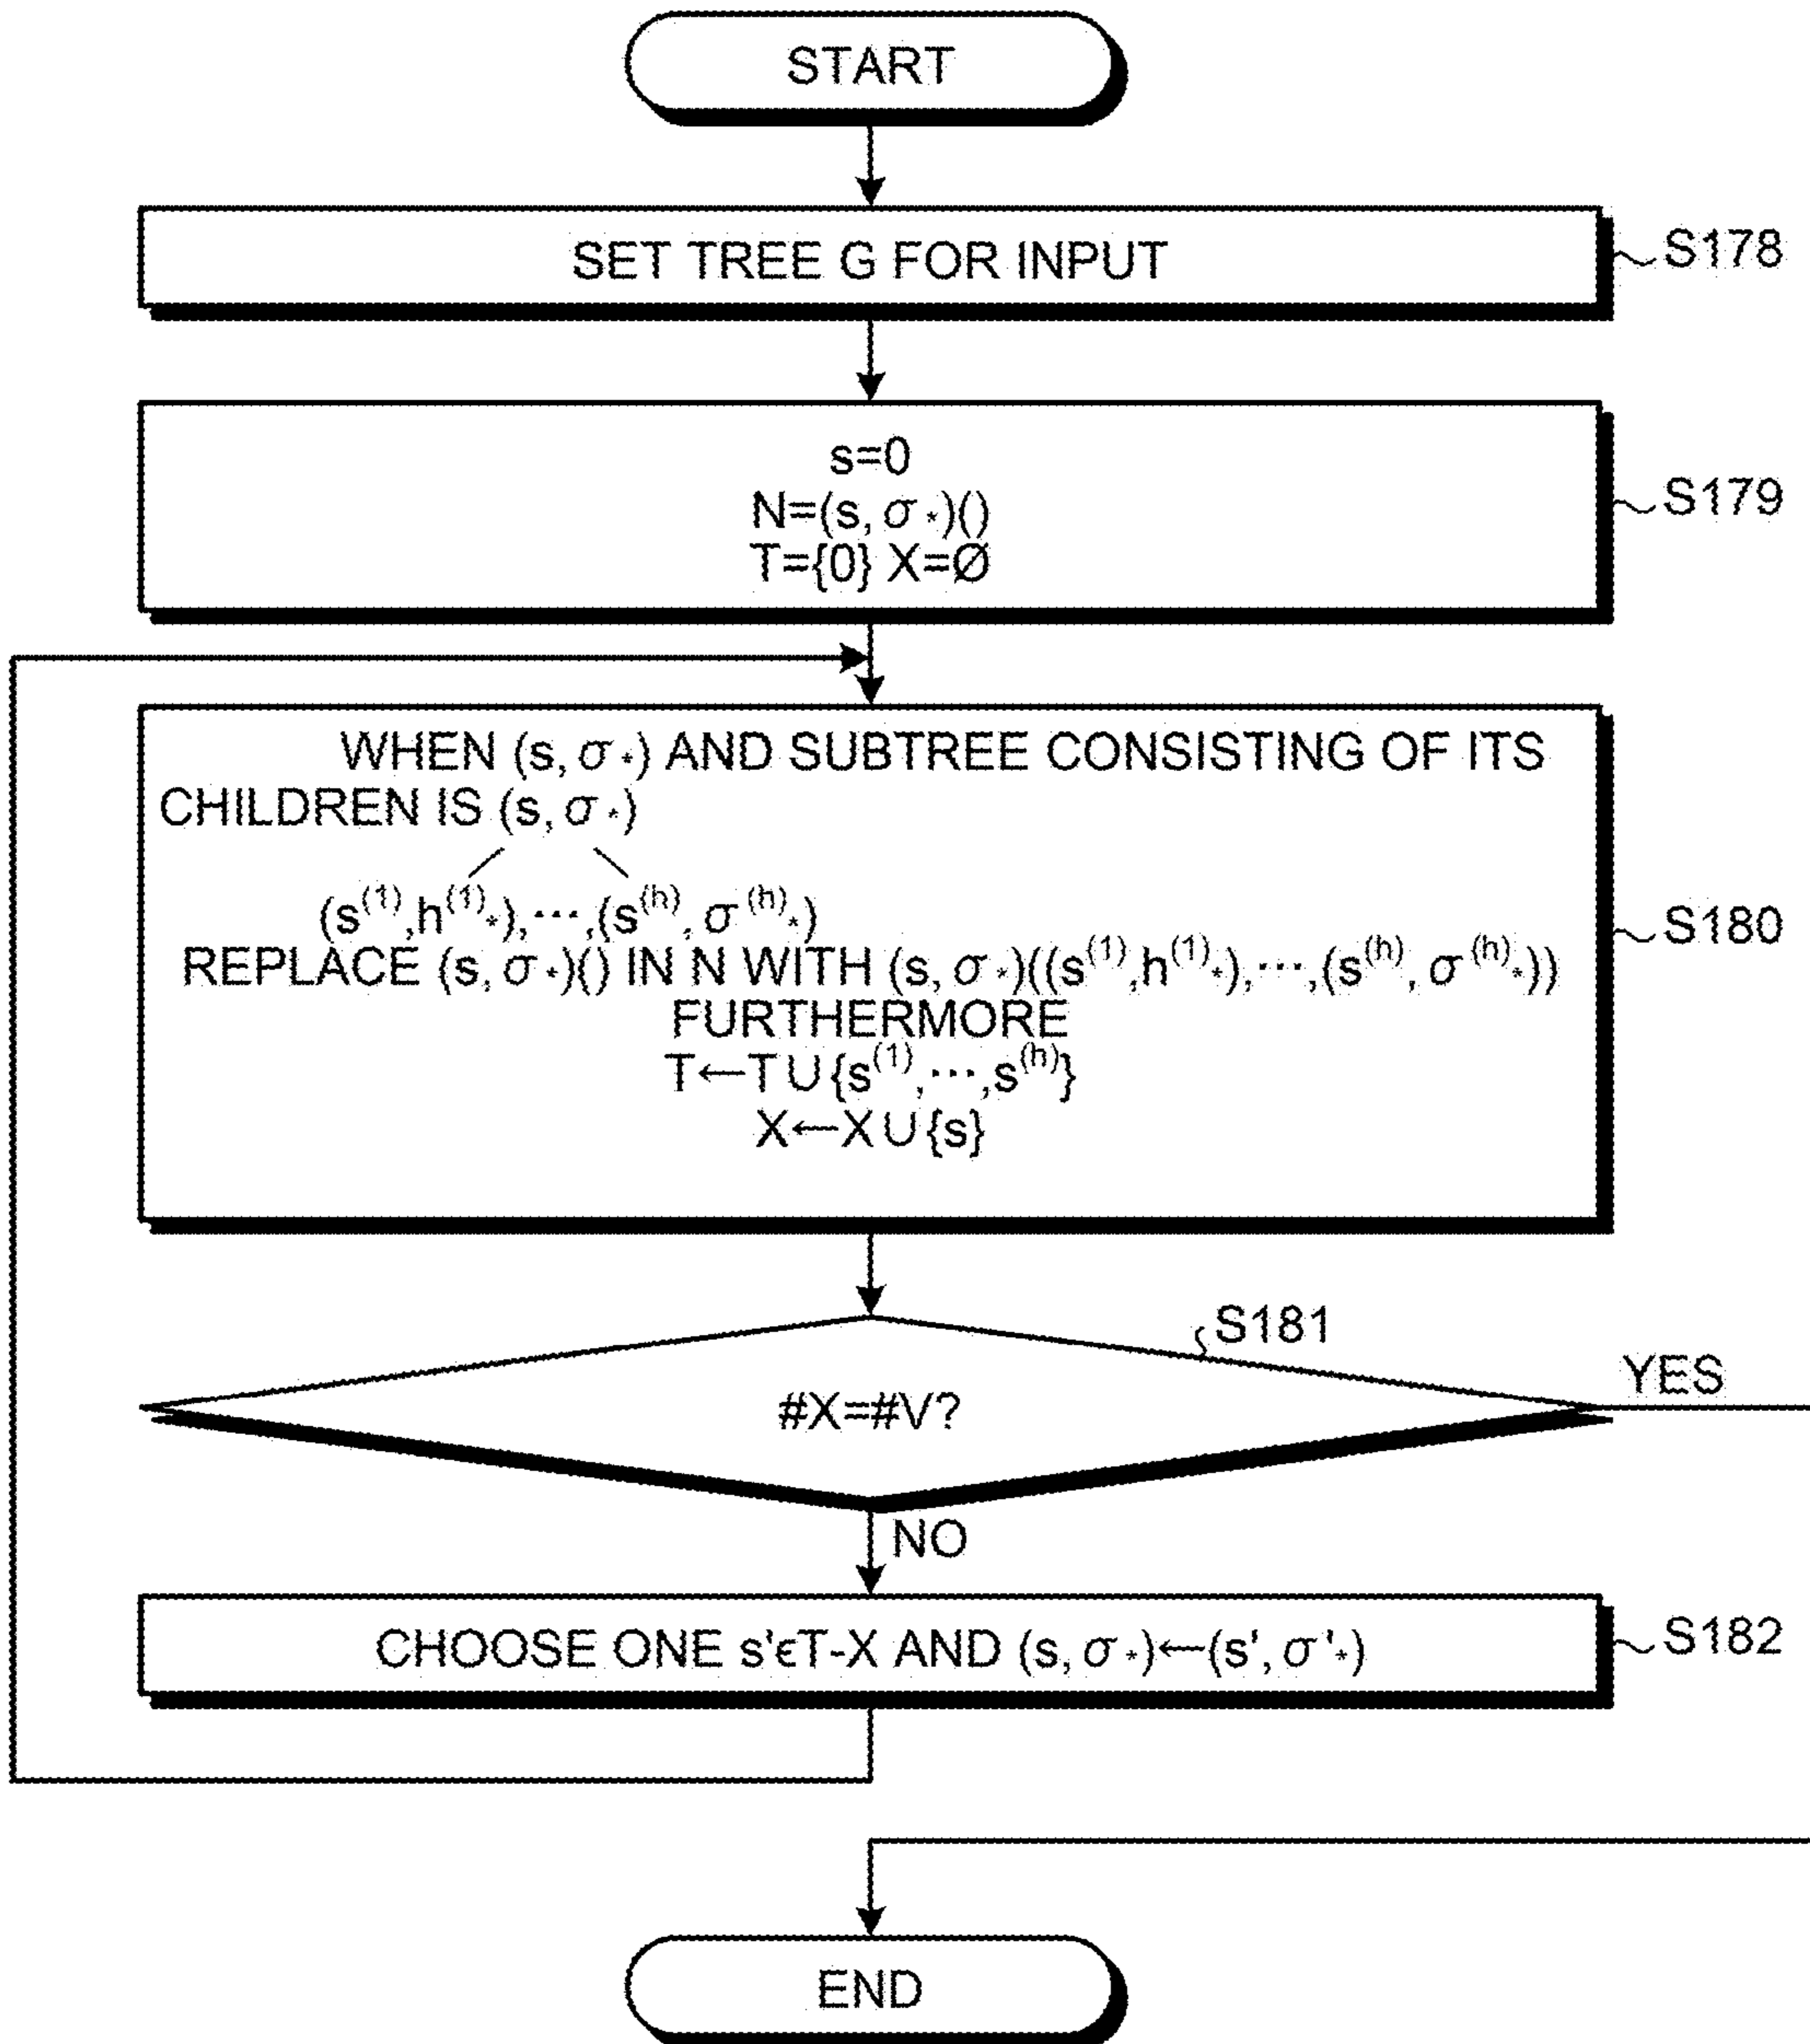 START
SET TREE G FOR INPUT
S178
s=0
N=(s, σ*)()
T={0} X=Ø
S179
WHEN (s, σ*) AND SUBTREE CONSISTING OF ITS
CHILDREN IS (s, σ*)
(s^(1),h^(1)*),⋯,(s^(h), σ^(h)*)
REPLACE (s, σ*)() IN N WITH (s, σ*)((s^(1),h^(1)*),⋯,(s^(h), σ^(h)*))
FURTHERMORE
T←T∪{s^(1),⋯,s^(h)}
X←X∪{s}
S180
S181
#X=#V?
YES
NO
CHOOSE ONE s'ϵT-X AND (s, σ*)←(s', σ'*)
S182
END